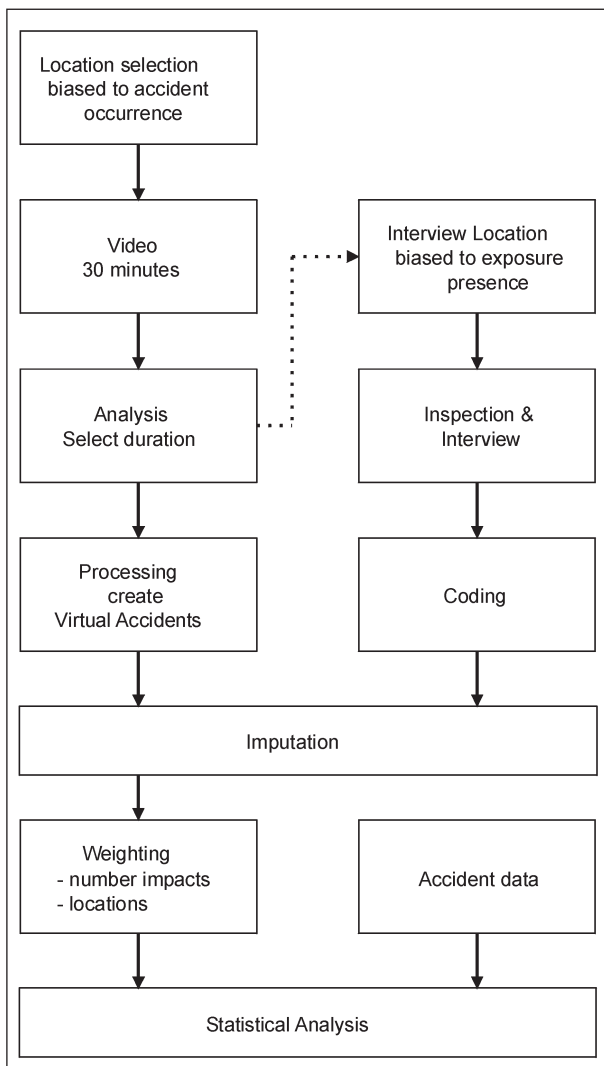 Location selection
biased to accident
occurrence
Video
30 minutes
Interview Location
biased to exposure
presence
Analysis
Select duration
Inspection &
Interview
Processing
create
Virtual Accidents
Coding
Imputation
Weighting
- number impacts
- locations
Accident data
Statistical Analysis